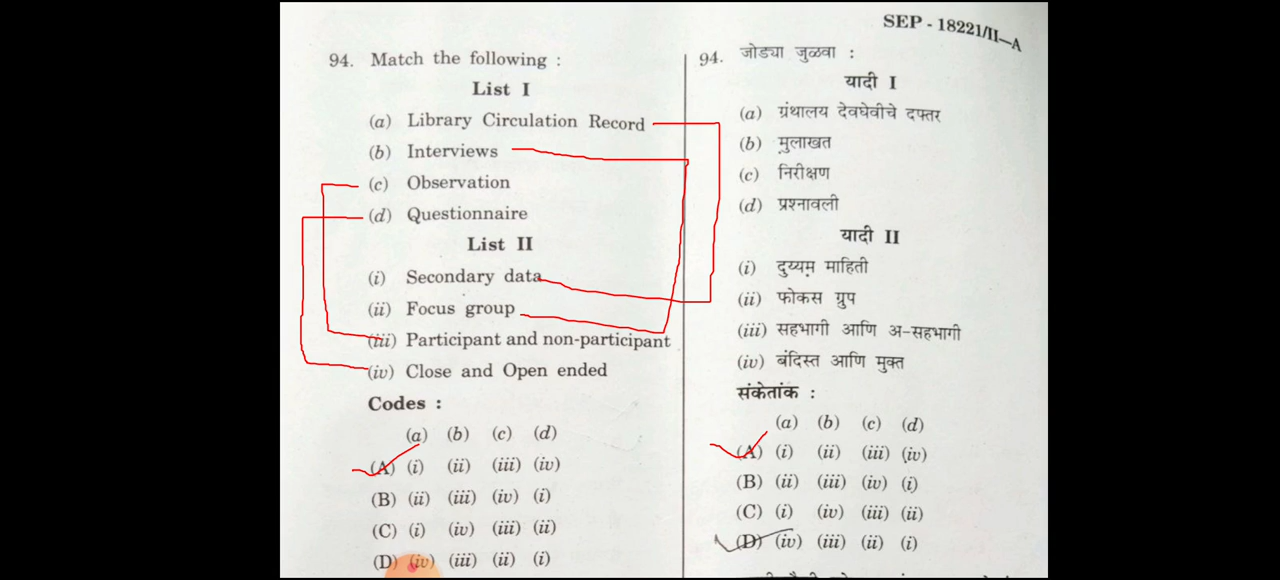 SEP - 18221/II—A
94. Match the following :
List I
(a) Library Circulation Record
(b) Interviews
(c) Observation
(d) Questionnaire
List II
(i) Secondary data
(ii) Focus group
(iii) Participant and non-participant
(iv) Close and Open ended
Codes :
(a) (b) (c) (d)
(A) (i) (ii) (iii) (iv)
(B) (ii) (iii) (iv) (i)
(C) (i) (iv) (iii) (ii)
(D) (iv) (iii) (ii) (i)
94. जोड्या जुळवा :
यादी I
(a) ग्रंथालय देवघेवीचे दफ्तर
(b) मुलाखत
(c) निरीक्षण
(d) प्रश्नावली
यादी II
(i) दुय्यम माहिती
(ii) फोकस ग्रुप
(iii) सहभागी आणि अ-सहभागी
(iv) बंदिस्त आणि मुक्त
संकेतांक :
(a) (b) (c) (d)
(A) (i) (ii) (iii) (iv)
(B) (ii) (iii) (iv) (i)
(C) (i) (iv) (iii) (ii)
(D) (iv) (iii) (ii) (i)